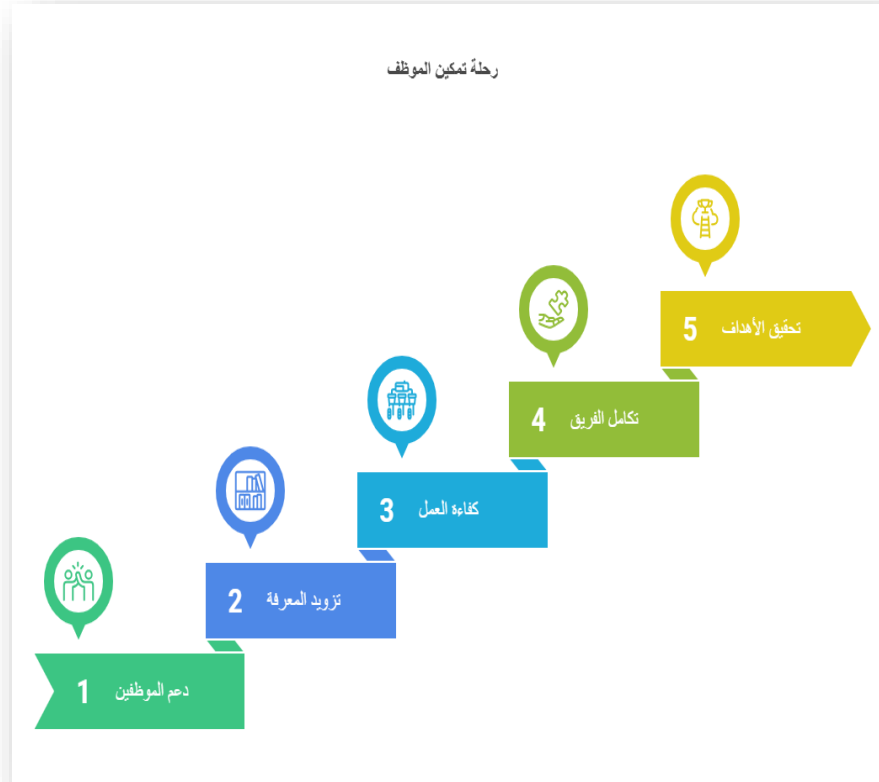 رحلة تمكين الموظف
5 تحقيق الأهداف
4 تكامل الفريق
3 كفاءة العمل
2 تزويد المعرفة
1 دعم الموظفين